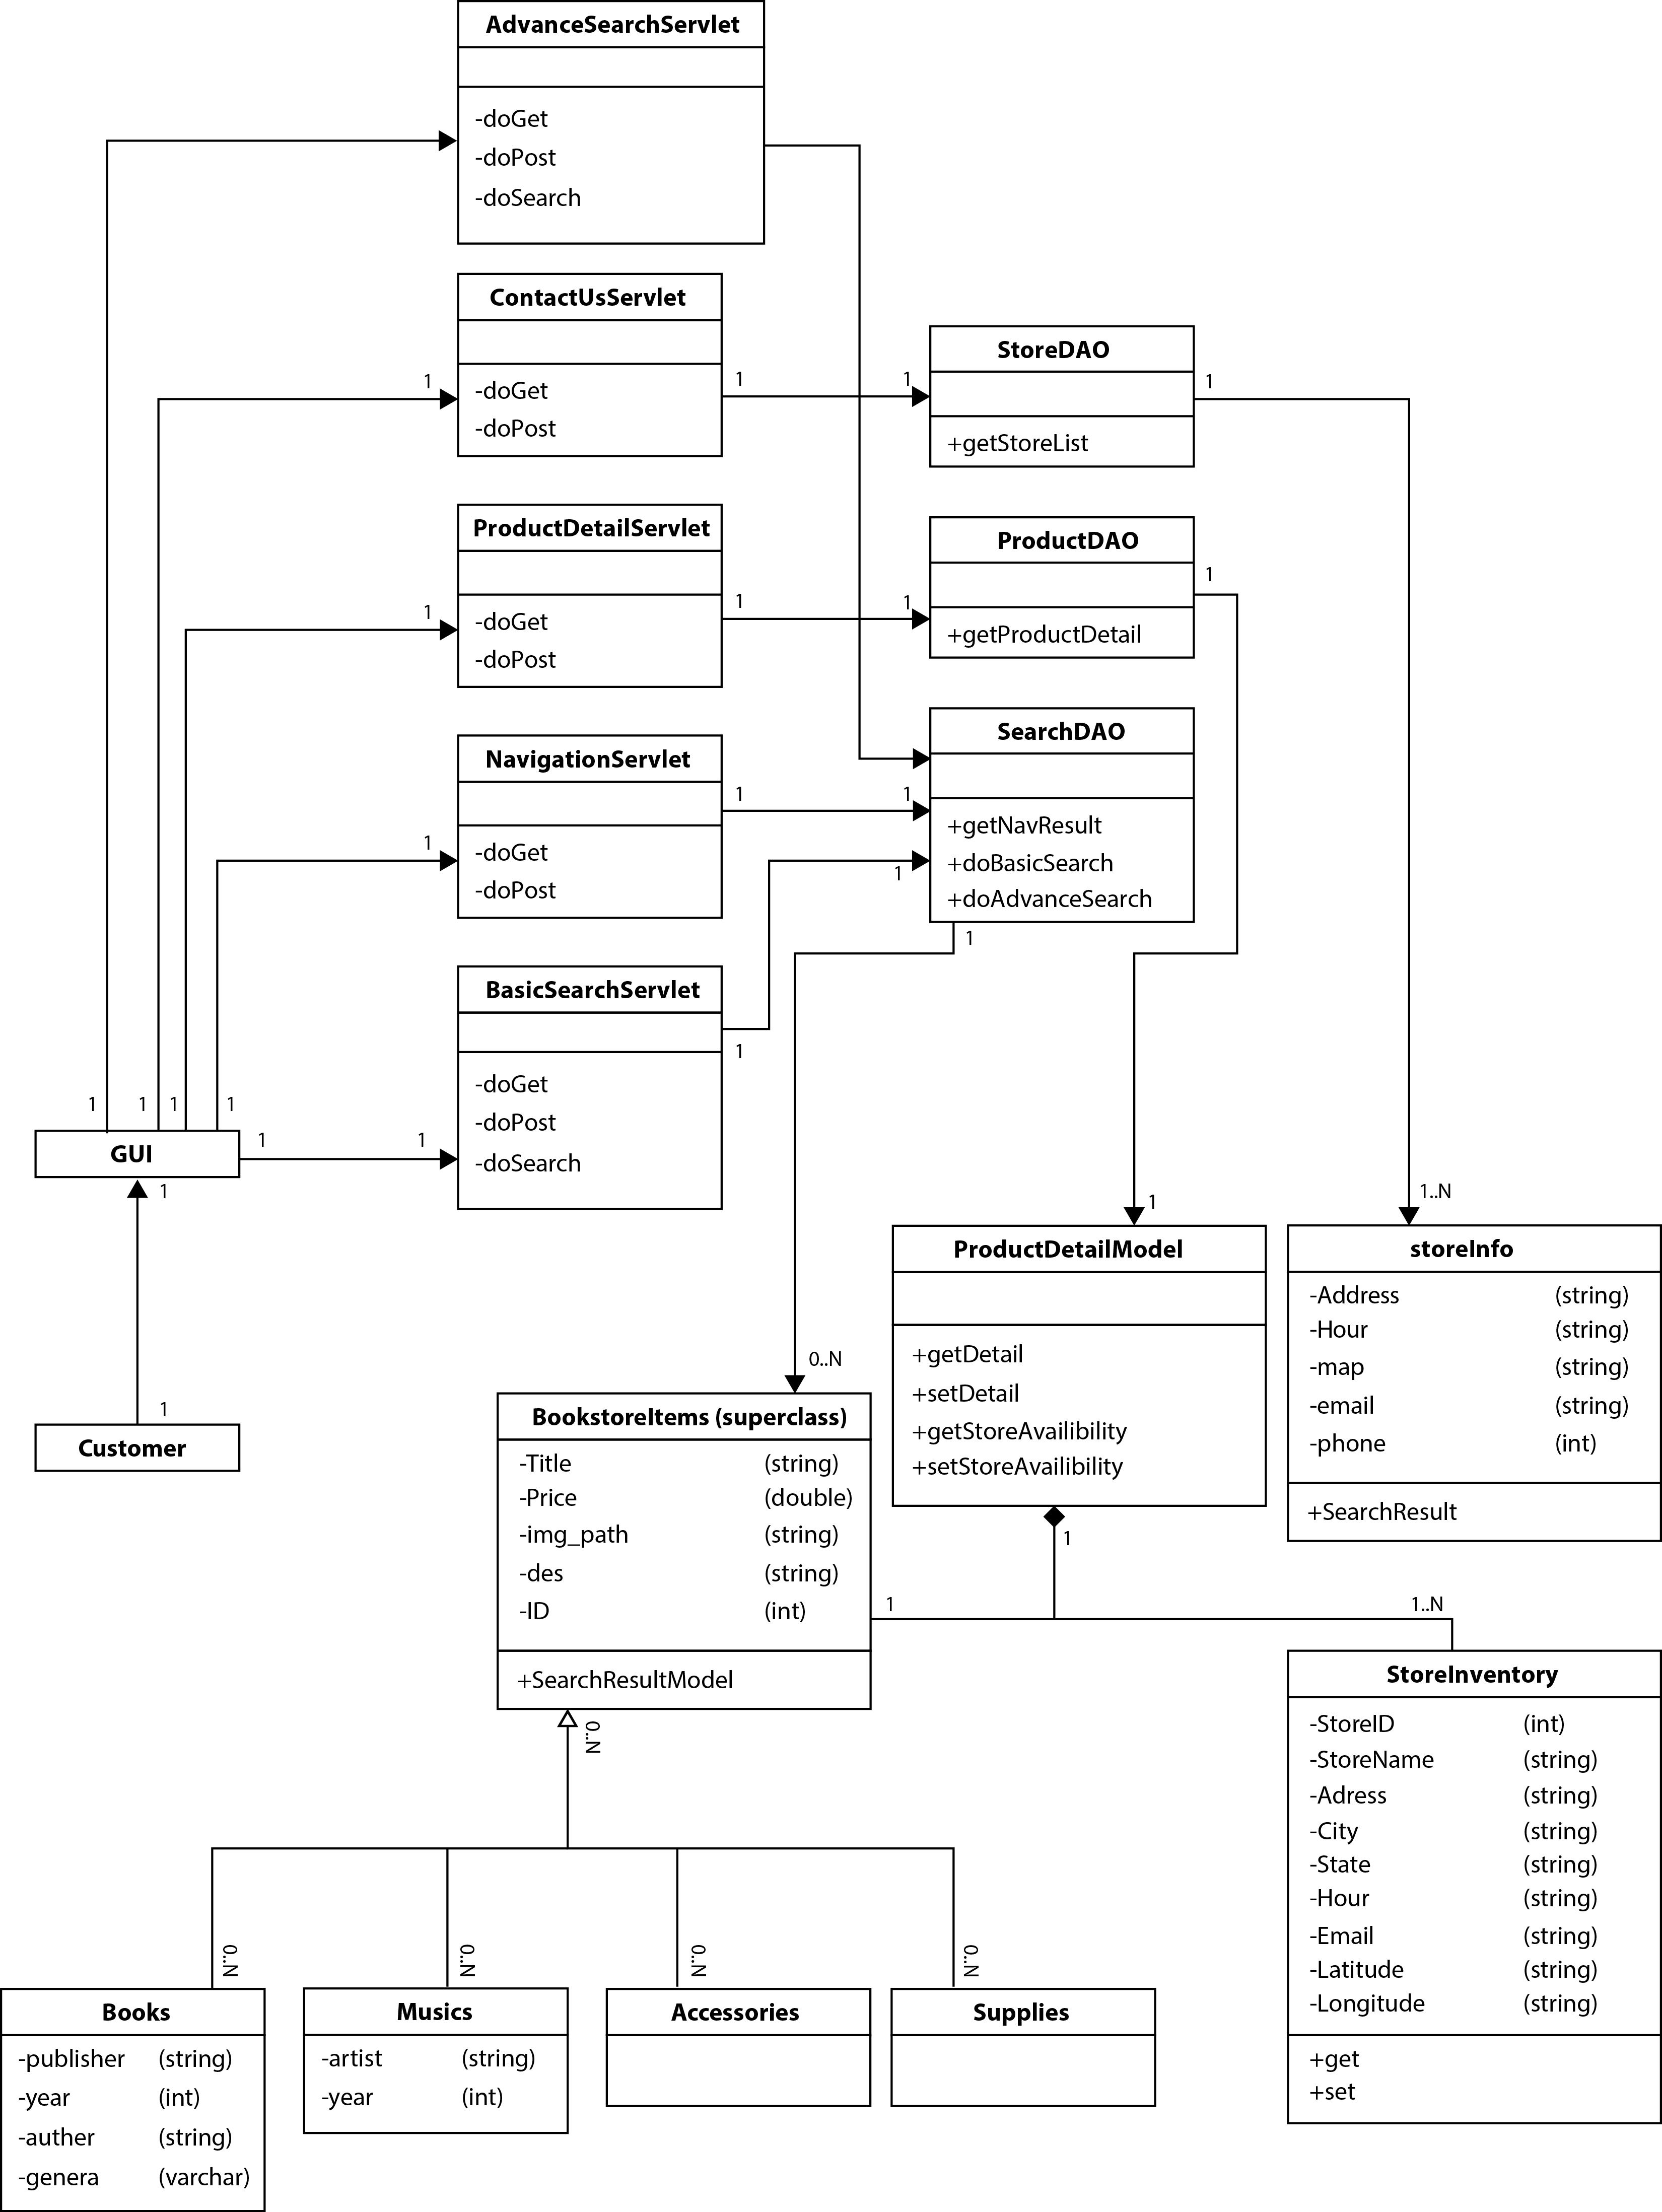 AdvanceSearchServlet
-doGet
-doPost
-doSearch
ContactUsServlet
1
-doGet
-doPost
1
1
StoreDAO
+getStoreList
1
ProductDetailServlet
1
-doGet
-doPost
1
1
ProductDAO
+getProductDetail
1
NavigationServlet
1
-doGet
-doPost
1
1
SearchDAO
+getNavResult
+doBasicSearch
+doAdvanceSearch
1
1
BasicSearchServlet
1
-doGet
-doPost
-doSearch
1
1
1
1
1
1
GUI
1
1
Customer
1
ProductDetailModel
+getDetail
+setDetail
+getStoreAvailibility
+setStoreAvailibility
1
1..N
storeInfo
-Address (string)
-Hour (string)
-map (string)
-email (string)
-phone (int)
+SearchResult
0..N
BookstoreItems (superclass)
-Title (string)
-Price (double)
-img_path (string)
-des (string)
-ID (int)
+SearchResultModel
1
1..N
StoreInventory
-StoreID (int)
-StoreName (string)
-Adress (string)
-City (string)
-State (string)
-Hour (string)
-Email (string)
-Latitude (string)
-Longitude (string)
+get
+set
0..N
0..N
0..N
0..N
0..N
Books
-publisher (string)
-year (int)
-auther (string)
-genera (varchar)
Musics
-artist (string)
-year (int)
Accessories
Supplies